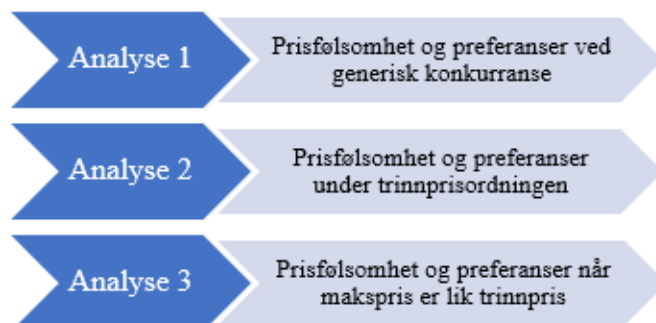 Analyse 1
Prisfølsomhet og preferanser ved
generisk konkurranse
Analyse 2
Prisfølsomhet og preferanser
under trinnprisordningen
Analyse 3
Prisfølsomhet og preferanser når
makspris er lik trinnpris